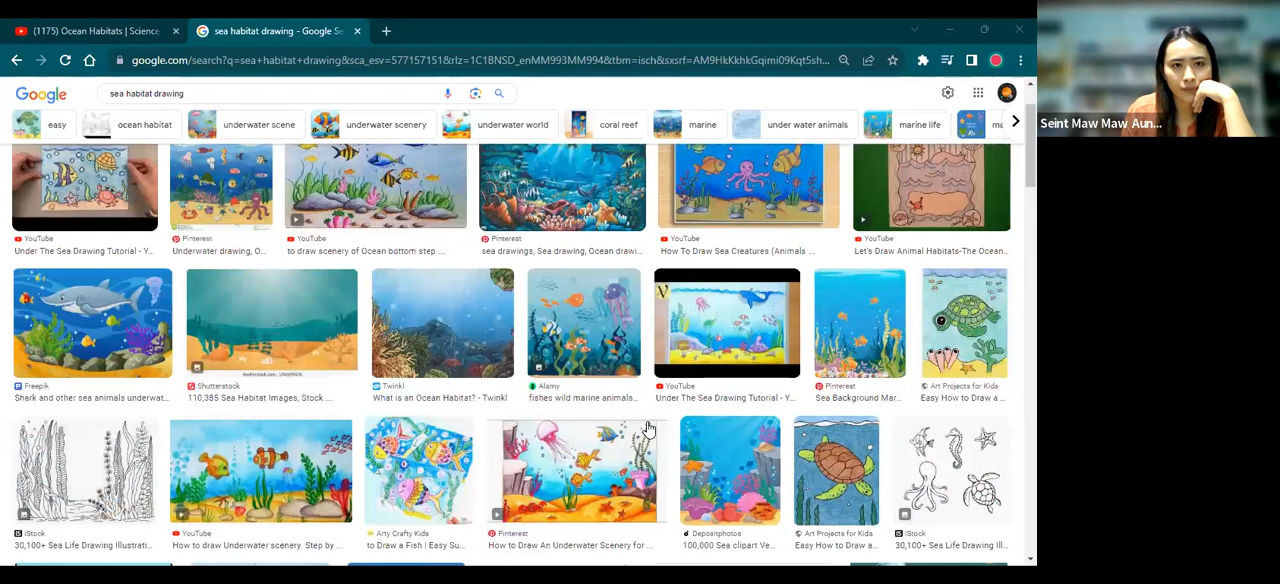 (1175) Ocean Habitats | Science
sea habitat drawing - Google Se
google.com/search?q=sea+habitat+drawing&sca_esv=577157151&rlz=1C1BNSD_enMM993MM994&tbm=isch&sxsrf=AM9HkKkhkGqimi09Kqt5sh...
Google
sea habitat drawing
easy
ocean habitat
underwater scene
underwater scenery
underwater world
coral reef
marine
under water animals
marine life
ma
Seint Maw Maw Aun...
YouTube
Under The Sea Drawing Tutorial - Y...
Pinterest
Underwater drawing, O...
YouTube
to draw scenery of Ocean bottom step ...
Pinterest
sea drawings, Sea drawing, Ocean drawi...
YouTube
How To Draw Sea Creatures (Animals ...
YouTube
Let's Draw Animal Habitats-The Ocean...
Freepik
Shark and other sea animals underwat...
Shutterstock
110,385 Sea Habitat Images, Stock ...
Twinkl
What is an Ocean Habitat? - Twinkl
Alamy
fishes wild marine animals...
V
YouTube
Under The Sea Drawing Tutorial - Y...
Pinterest
Sea Background Mar...
Art Projects for Kids
Easy How to Draw a ...
iStock
30,100+ Sea Life Drawing Illustrati...
YouTube
How to draw Underwater scenery. Step by ...
Arty Crafty Kids
to Draw a Fish | Easy Su...
Pinterest
How to Draw An Underwater Scenery for ...
Depositphotos
100,000 Sea clipart Ve...
Art Projects for Kids
Easy How to Draw a...
iStock
30,100+ Sea Life Drawing Ill...